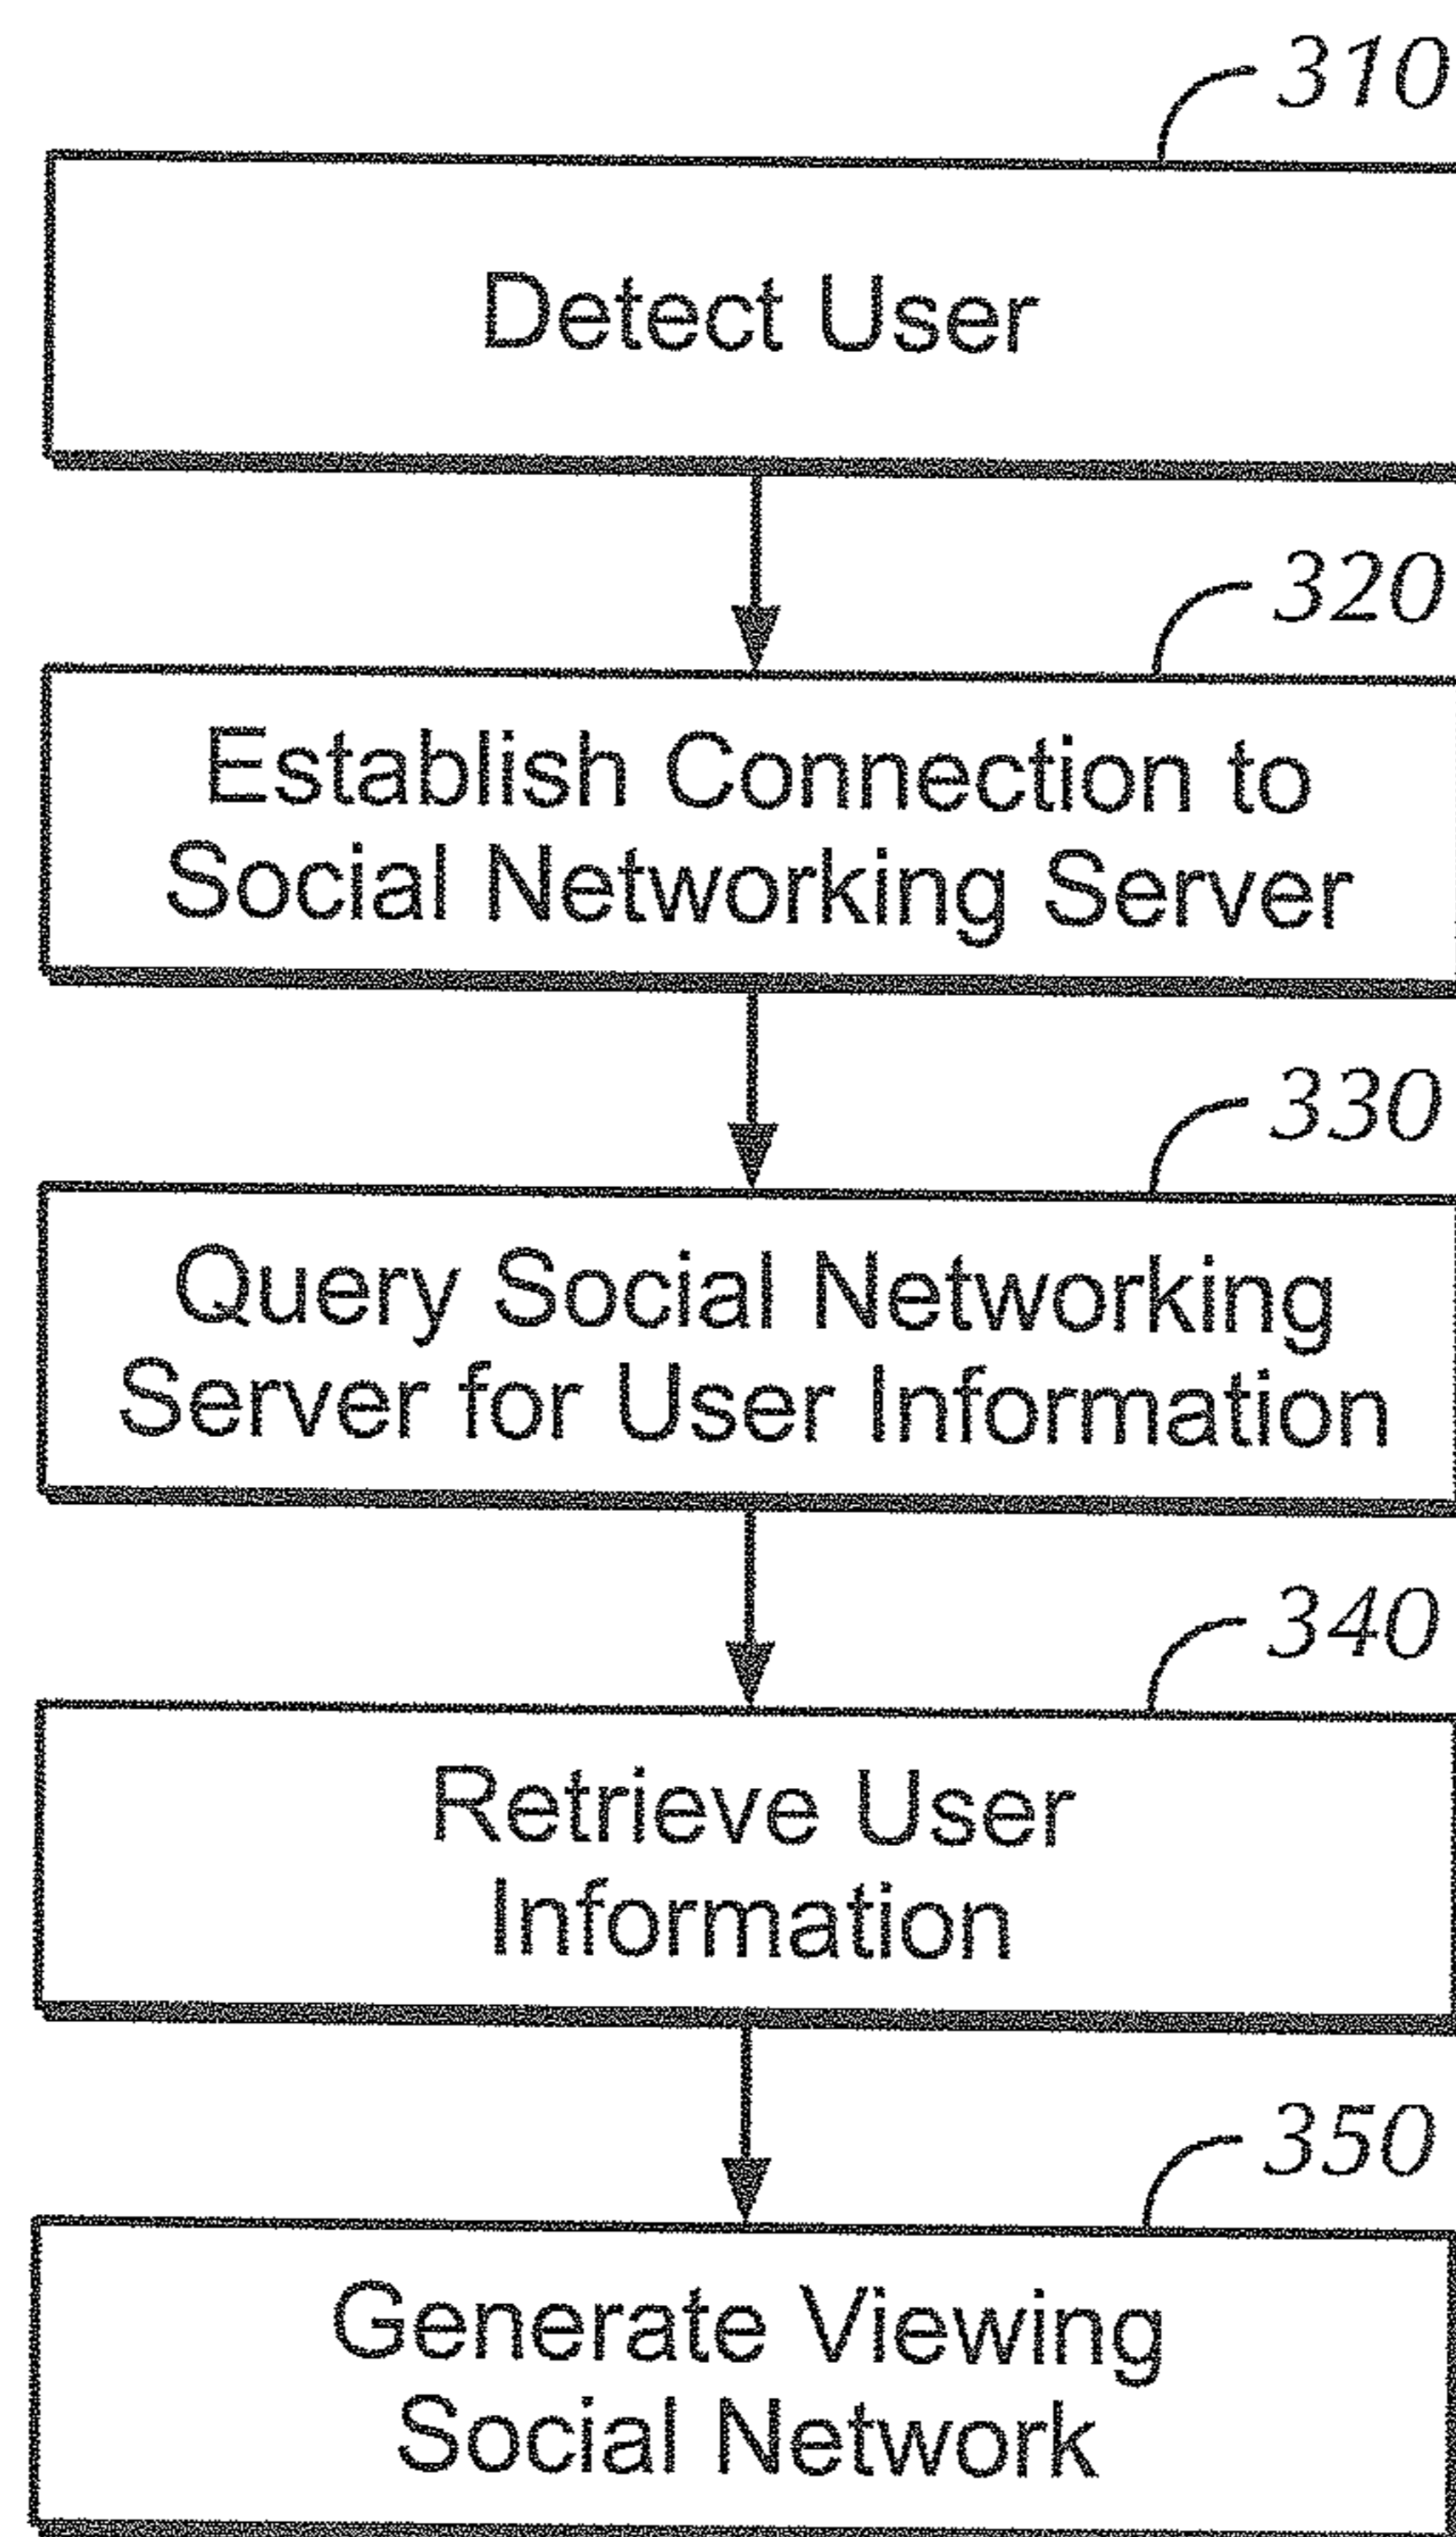 310
Detect User
320
Establish Connection to
Social Networking Server
330
Query Social Networking
Server for User Information
340
Retrieve User
Information
350
Generate Viewing
Social Network